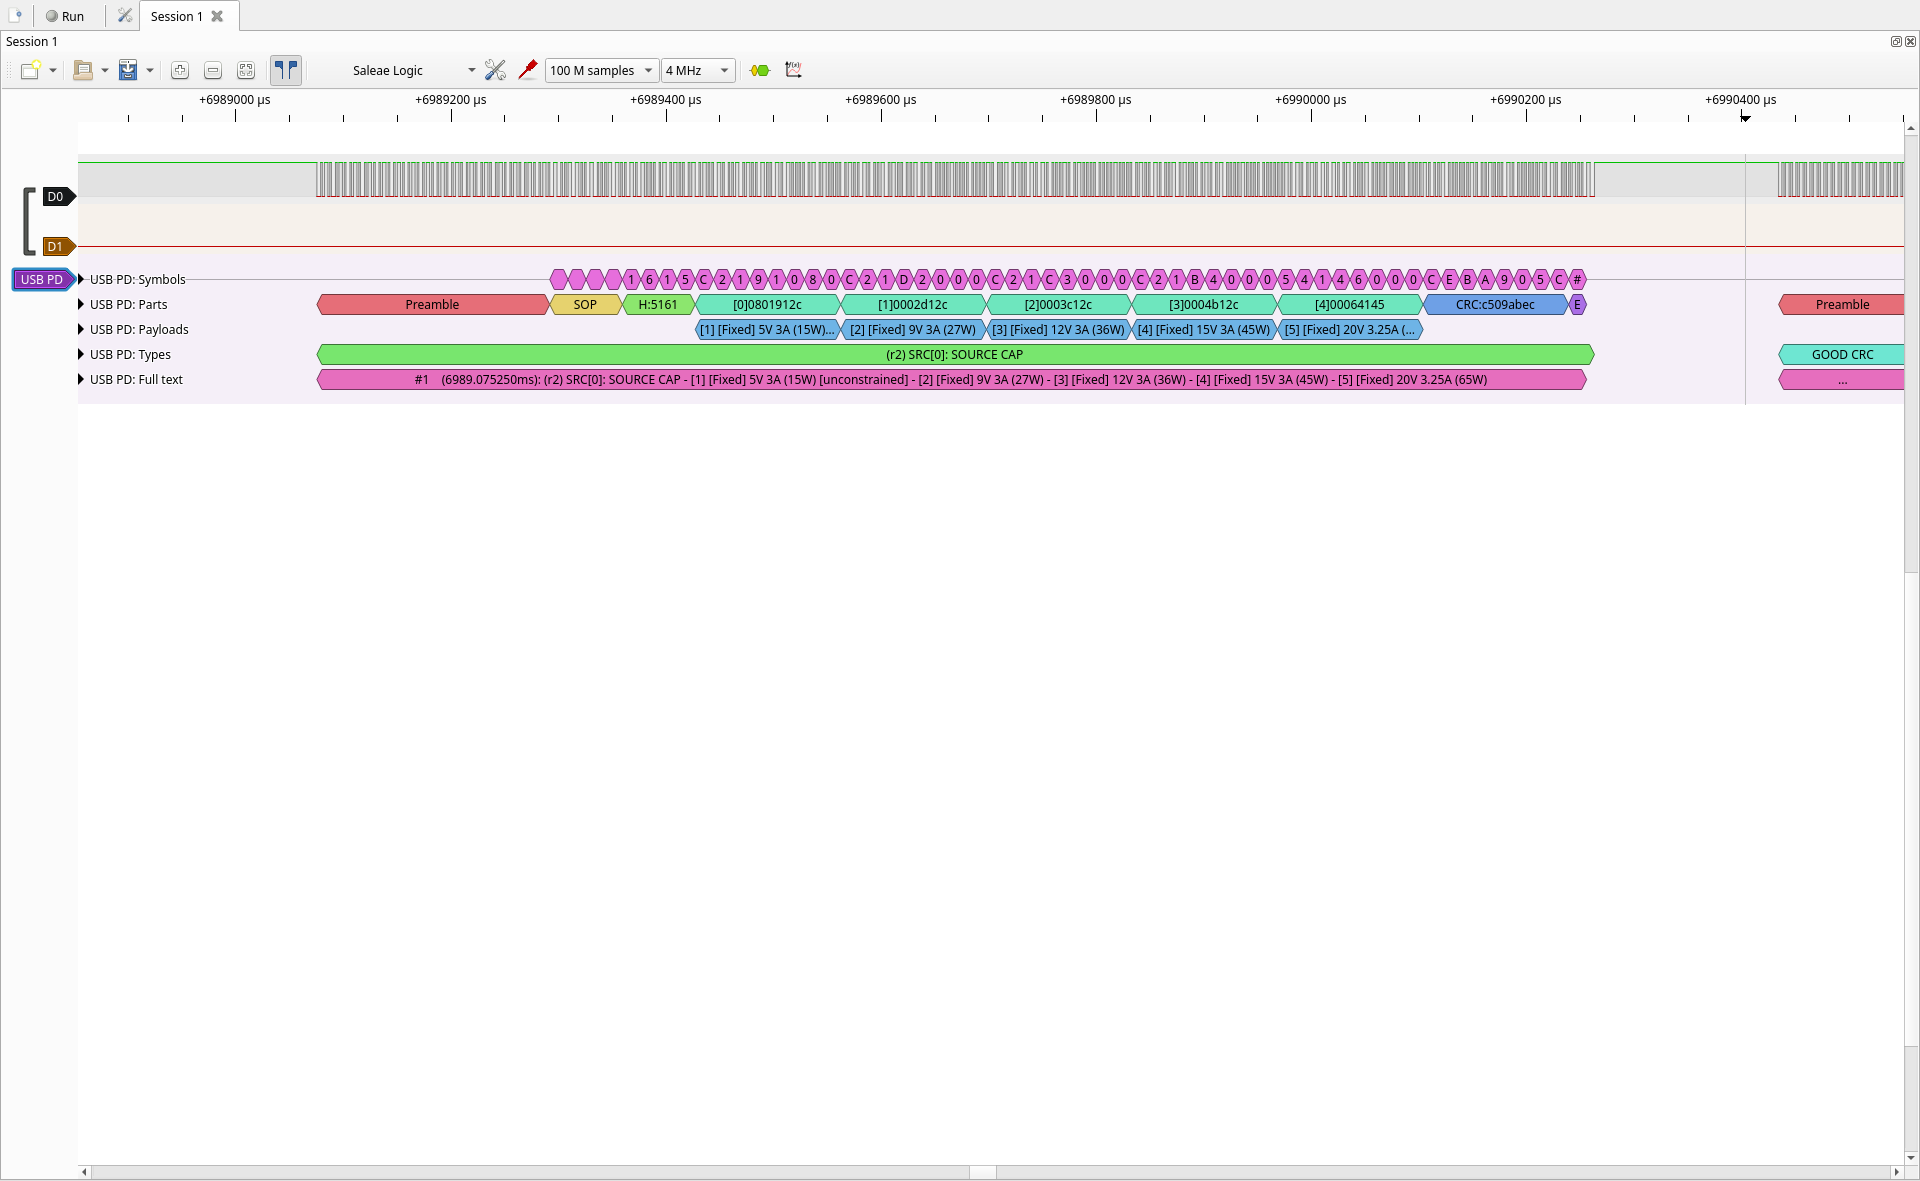 Run
Session 1
Session 1
Saleae Logic
100 M samples
4 MHz
+6989000 µs +6989200 µs +6989400 µs +6989600 µs +6989800 µs +6990000 µs +6990200 µs +6990400 µs
D0
D1
USB PD
USB PD: Symbols 1 6 1 5 C 2 1 9 1 0 8 0 C 2 1 D 2 0 0 0 C 2 1 C 3 0 0 0 C 2 1 B 4 0 0 0 5 4 1 4 6 0 0 0 C E B A 9 0 5 C #
USB PD: Parts Preamble SOP H:5161 [0]0801912c [1]0002d12c [2]0003c12c [3]0004b12c [4]00064145 CRC:c509abec E Preamble
USB PD: Payloads [1] [Fixed] 5V 3A (15W)... [2] [Fixed] 9V 3A (27W) [3] [Fixed] 12V 3A (36W) [4] [Fixed] 15V 3A (45W) [5] [Fixed] 20V 3.25A (...
USB PD: Types (r2) SRC[0]: SOURCE CAP GOOD CRC
USB PD: Full text #1 (6989.075250ms): (r2) SRC[0]: SOURCE CAP - [1] [Fixed] 5V 3A (15W) [unconstrained] - [2] [Fixed] 9V 3A (27W) - [3] [Fixed] 12V 3A (36W) - [4] [Fixed] 15V 3A (45W) - [5] [Fixed] 20V 3.25A (65W) ...